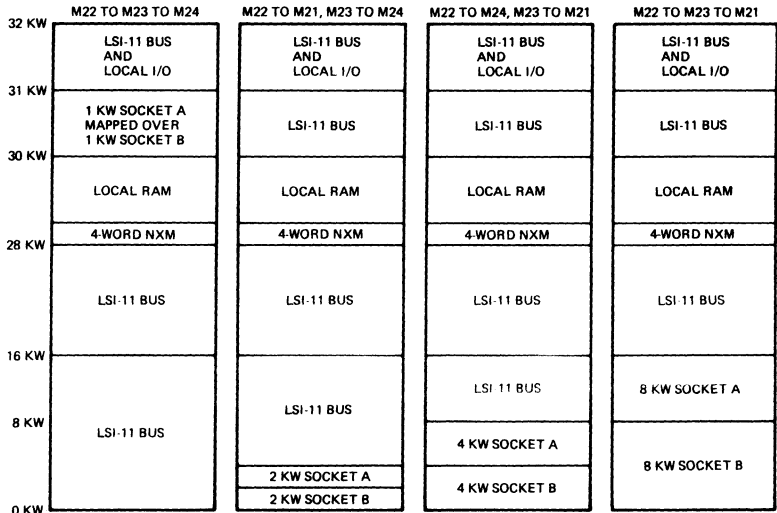 M22 TO M23 TO M24
M22 TO M21, M23 TO M24
M22 TO M24, M23 TO M21
M22 TO M23 TO M21
32 KW
31 KW
30 KW
28 KW
16 KW
8 KW
0 KW
LSI-11 BUS
AND
LOCAL I/O
1 KW SOCKET A
MAPPED OVER
1 KW SOCKET B
LOCAL RAM
4-WORD NXM
LSI-11 BUS
LSI-11 BUS
LSI-11 BUS
AND
LOCAL I/O
LSI-11 BUS
LOCAL RAM
4-WORD NXM
LSI-11 BUS
LSI-11 BUS
2 KW SOCKET A
2 KW SOCKET B
LSI-11 BUS
AND
LOCAL I/O
LSI-11 BUS
LOCAL RAM
4-WORD NXM
LSI-11 BUS
LSI-11 BUS
4 KW SOCKET A
4 KW SOCKET B
LSI-11 BUS
AND
LOCAL I/O
LSI-11 BUS
LOCAL RAM
4-WORD NXM
LSI-11 BUS
8 KW SOCKET A
8 KW SOCKET B